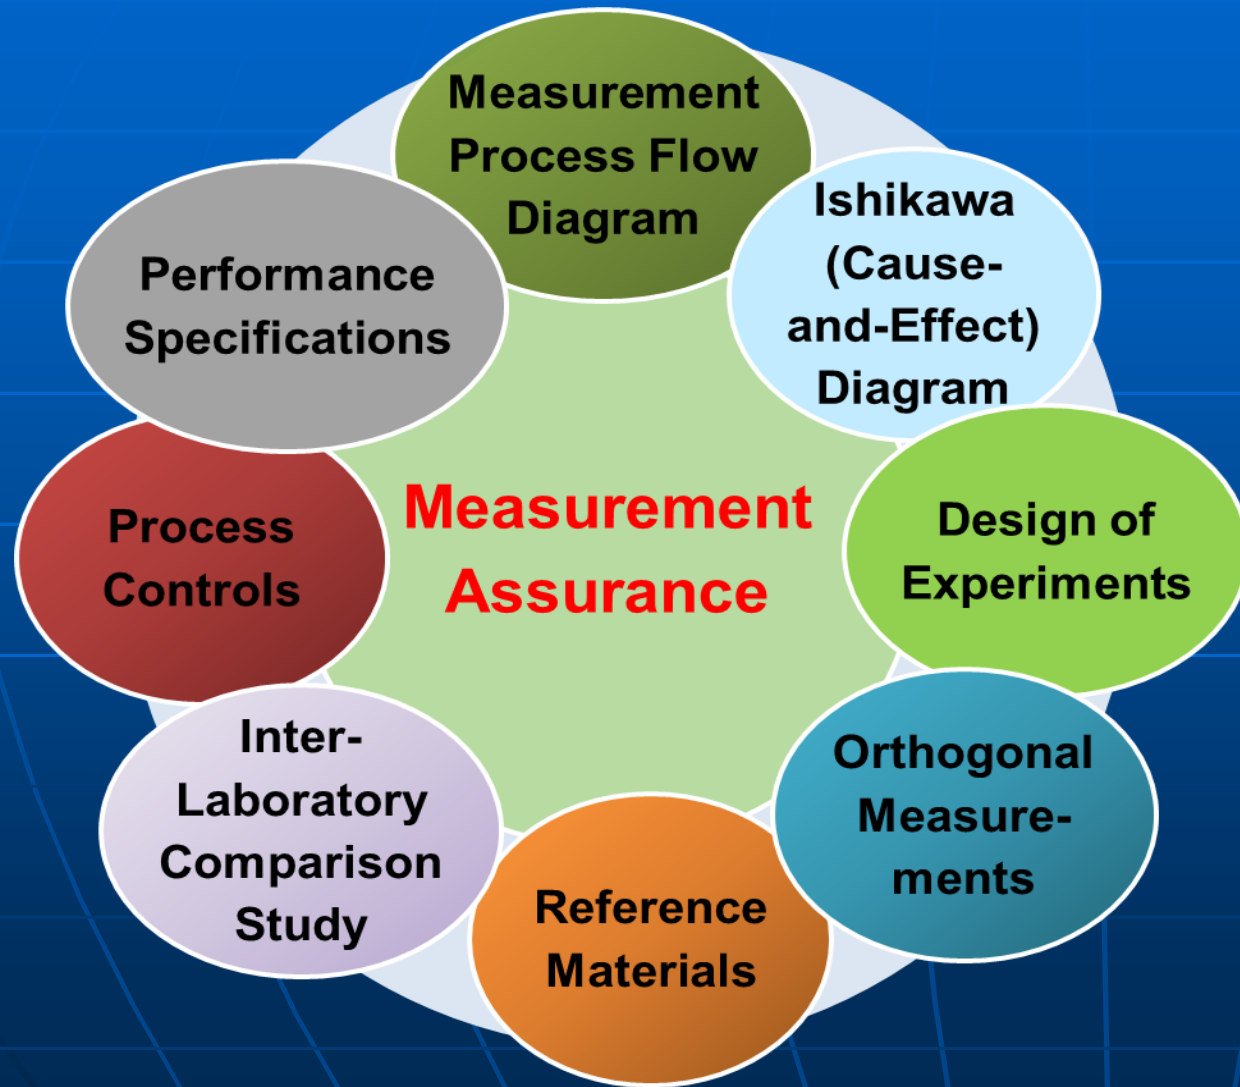 Measurement
Process Flow
Diagram
Ishikawa
(Cause-
and-Effect)
Diagram
Design of
Experiments
Orthogonal
Measure-
ments
Reference
Materials
Inter-
Laboratory
Comparison
Study
Process
Controls
Performance
Specifications
Measurement
Assurance